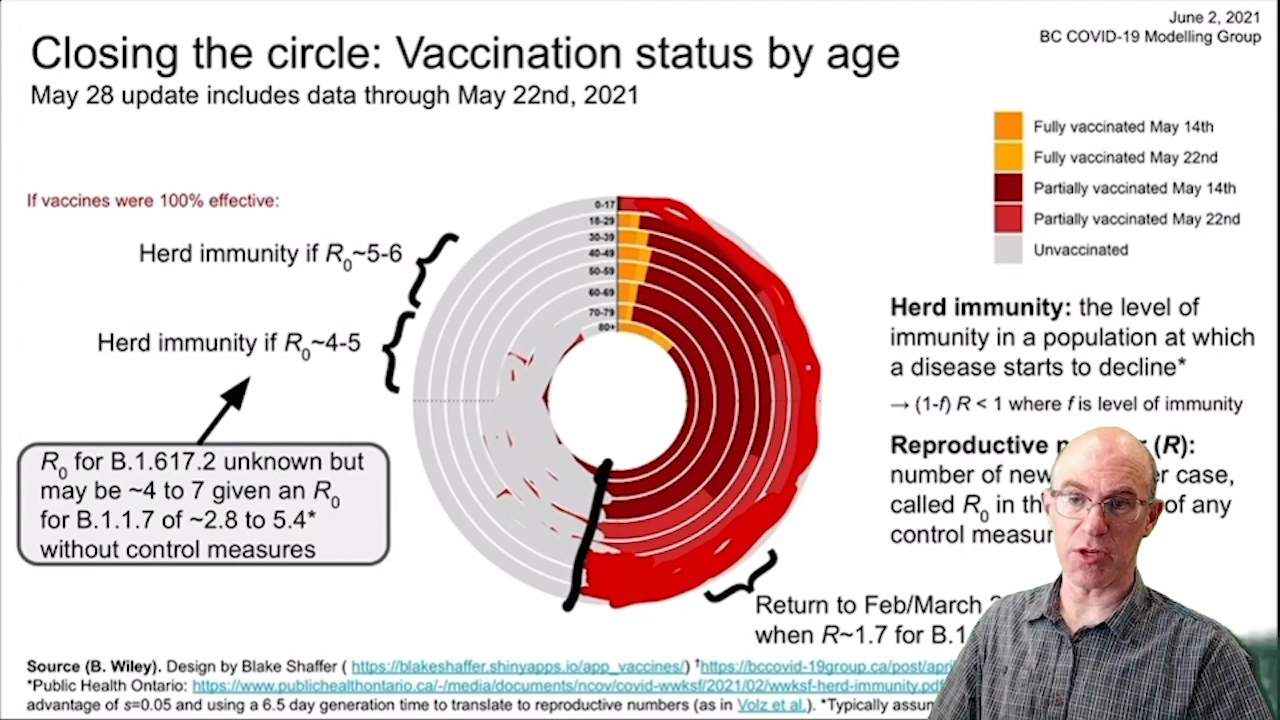 June 2, 2021
BC COVID-19 Modelling Group
Closing the circle: Vaccination status by age
May 28 update includes data through May 22nd, 2021
Fully vaccinated May 14th
Fully vaccinated May 22nd
Partially vaccinated May 14th
Partially vaccinated May 22nd
Unvaccinated
If vaccines were 100% effective:
Herd immunity if R0~5-6
Herd immunity if R0~4-5
R0 for B.1.617.2 unknown but
may be ~4 to 7 given an R0
for B.1.1.7 of ~2.8 to 5.4*
without control measures
0-17
18-29
30-39
40-49
50-59
60-69
70-79
80+
Herd immunity: the level of
immunity in a population at which
a disease starts to decline*
→ (1-f) R < 1 where f is level of immunity
Reproductive (R):
number of new case,
called R0 in of any
control
Return to Feb/March
when R~1.7 for
Source (B. Wiley). Design by Blake Shaffer ( https://blakeshaffer.shinyapps.io/app_vaccines/) †https://bccovid-19group.ca/post/
*Public Health Ontario: https://www.publichealthontario.ca/-/media/documents/ncov/covid-wwksf/2021/02/wwksf-herd-immunity.pdf
advantage of s=0.05 and using a 6.5 day generation time to translate to reproductive numbers (as in Volz et al.). *Typically